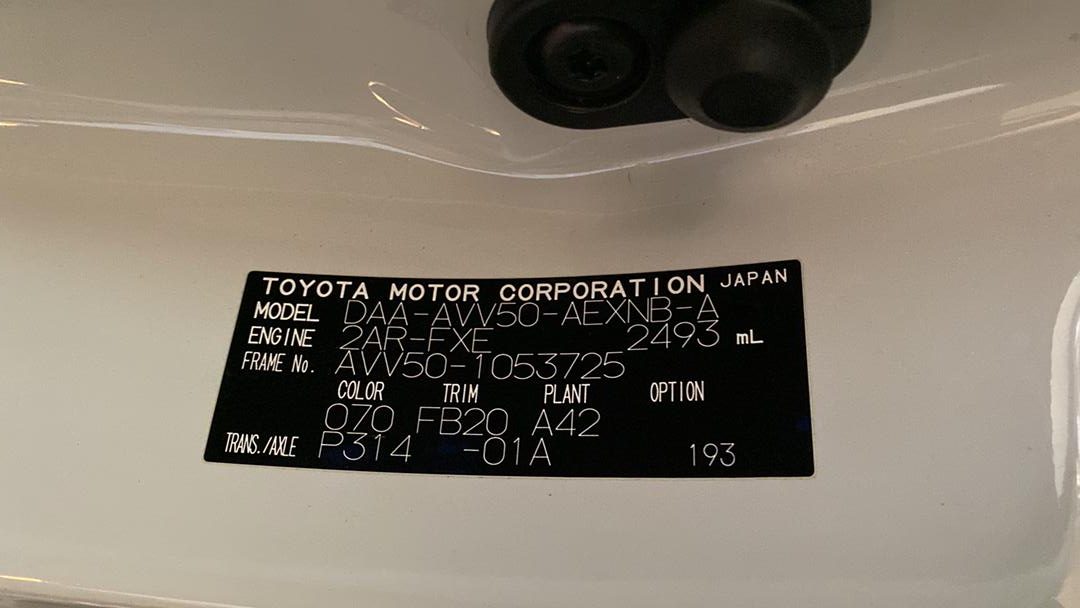 TOYOTA MOTOR CORPORATION JAPAN
MODEL DAA-AVV50-AEXNB-A
ENGINE 2AR-FXE 2493 mL
FRAME No. AVV50-1053725
COLOR TRIM PLANT OPTION
070 FB20 A42
TRANS./AXLE P314 -01A 193